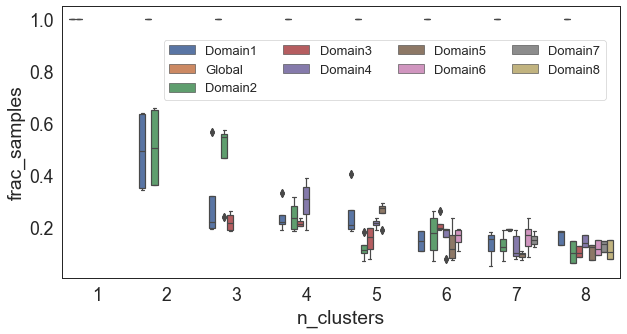 1.0
0.8
0.6
0.4
0.2
frac_samples
Domain1 Domain3 Domain5 Domain7
Global Domain4 Domain6 Domain8
Domain2
1 2 3 4 5 6 7 8
n_clusters